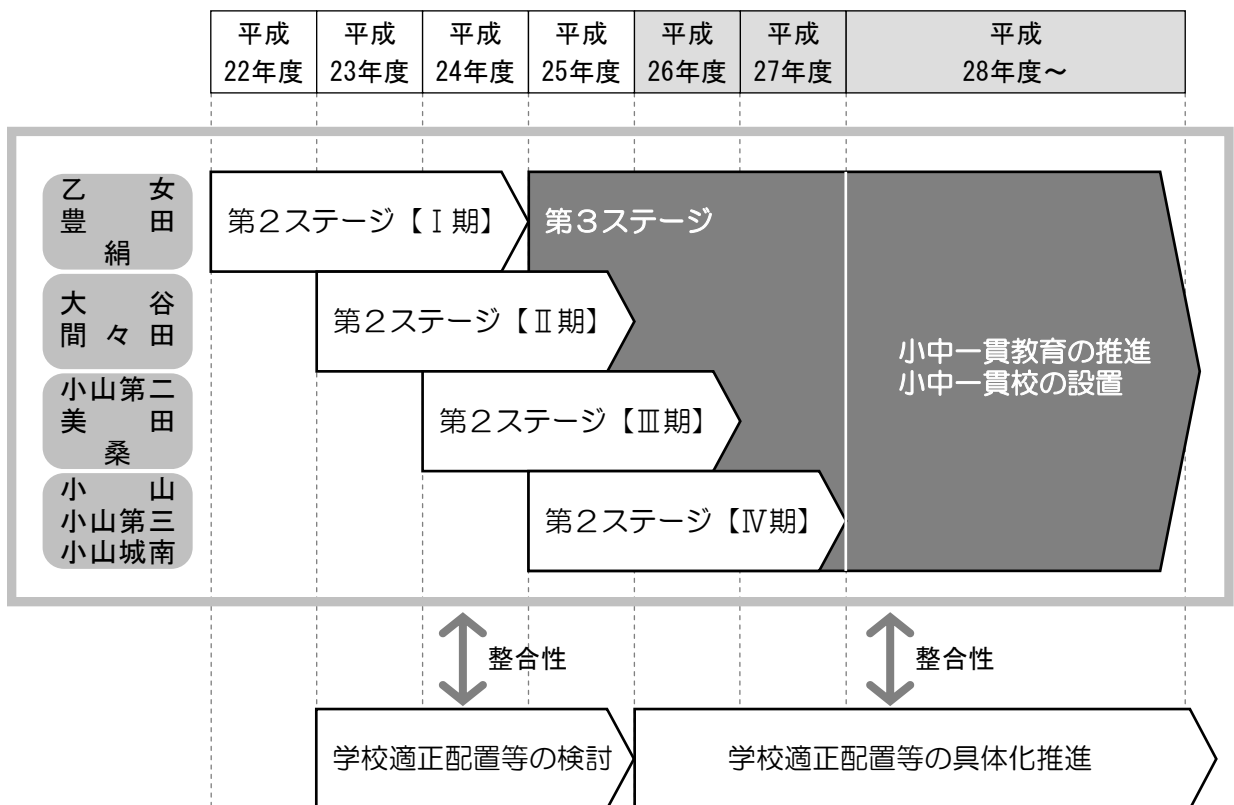 平成
22年度
平成
23年度
平成
24年度
平成
25年度
平成
26年度
平成
27年度
平成
28年度～
乙女
豊田
絹
第2ステージ【Ⅰ期】
第3ステージ
大谷
間々田
第2ステージ【Ⅱ期】
小中一貫教育の推進
小中一貫校の設置
小山第二
美田
桑
第2ステージ【Ⅲ期】
小山
小山第三
小山城南
第2ステージ【Ⅳ期】
整合性
整合性
学校適正配置等の検討
学校適正配置等の具体化推進